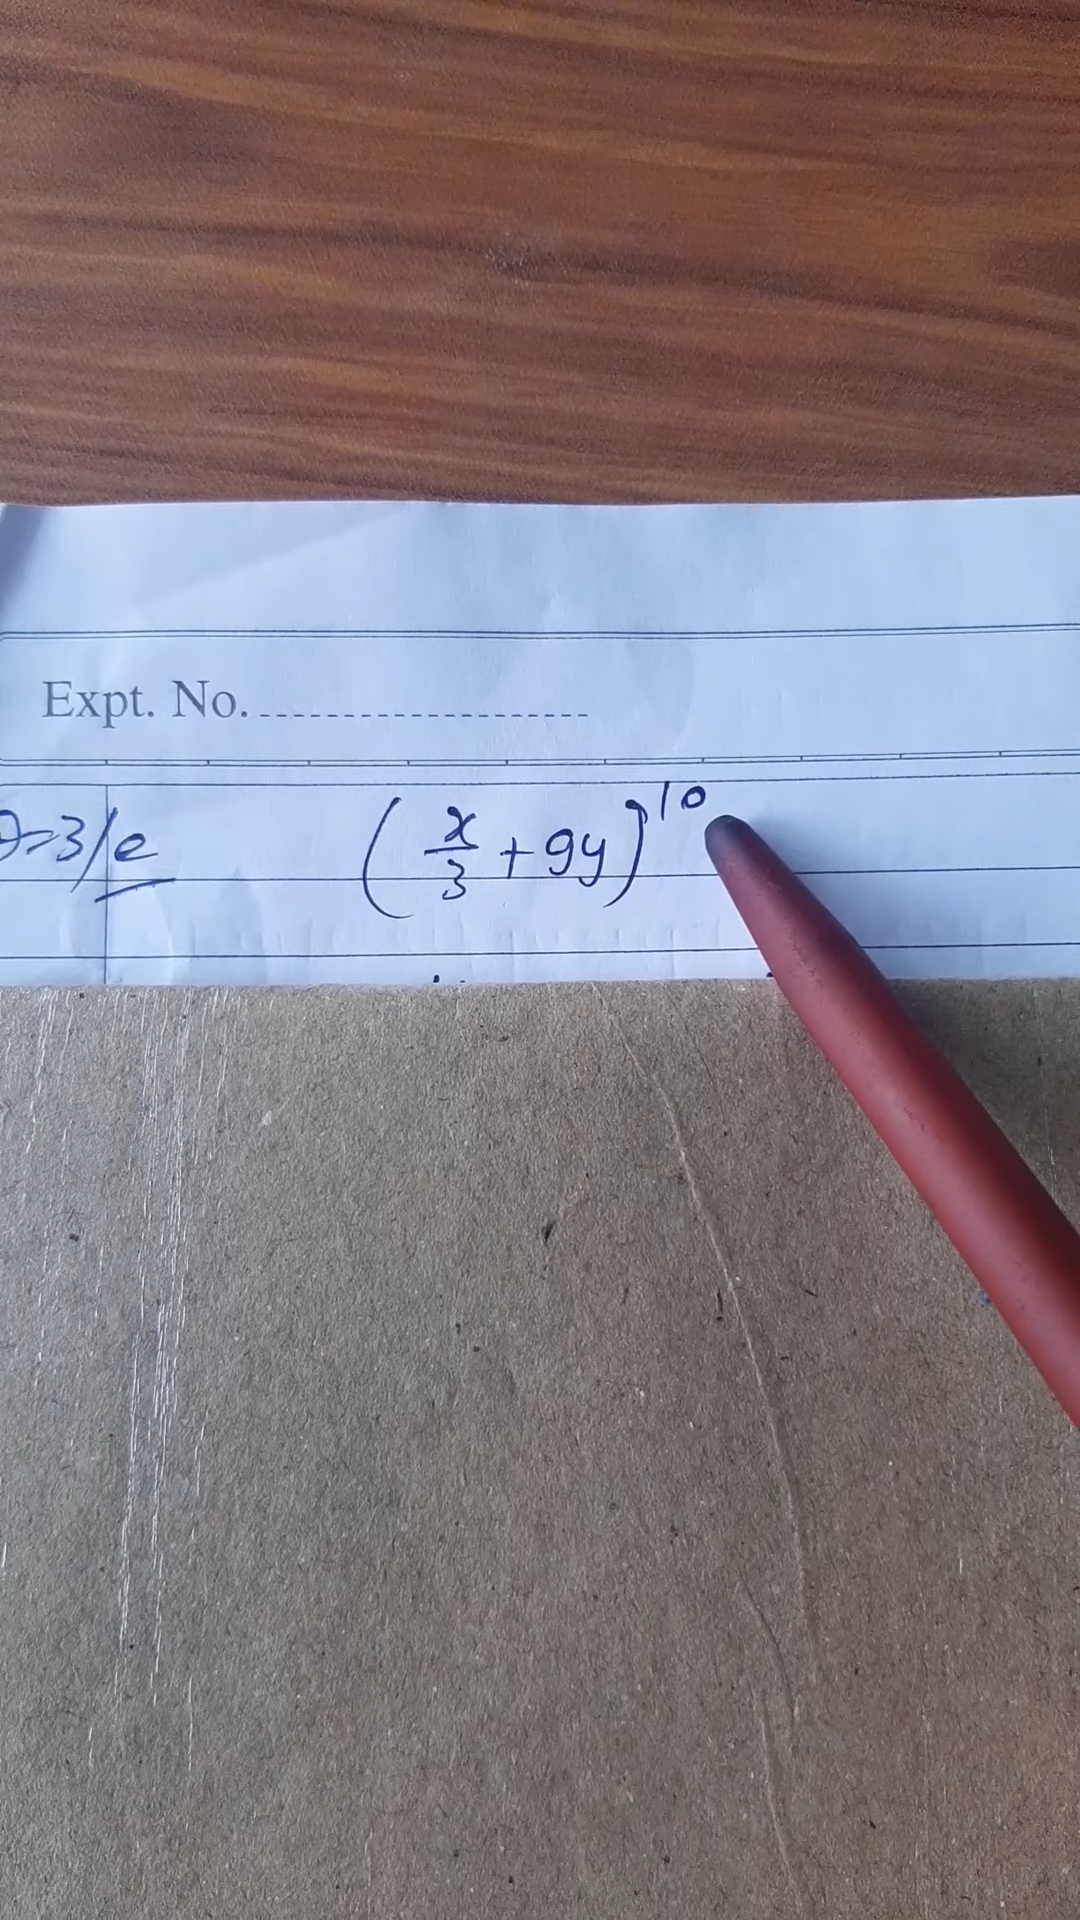 Expt. No.
=3/e (x/3 + 9y)^10